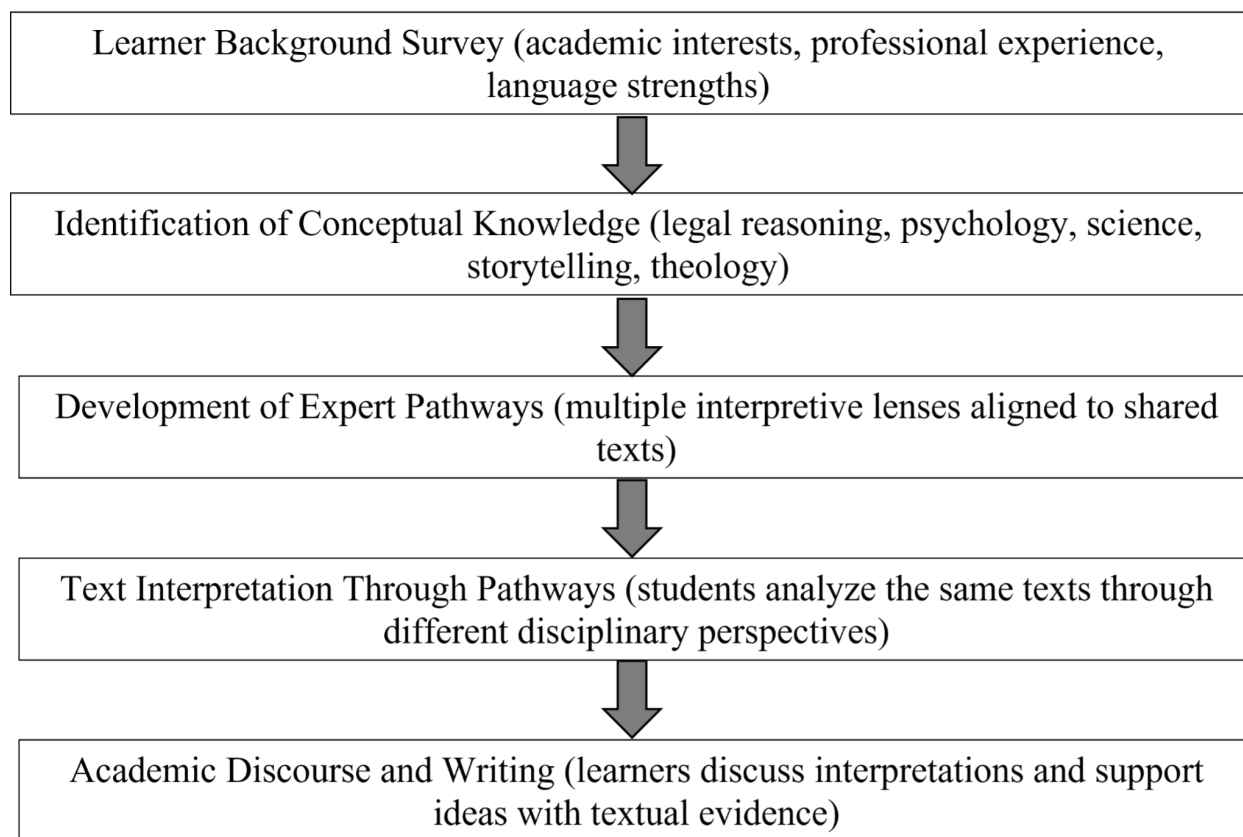 Learner Background Survey (academic interests, professional experience,
language strengths)
Identification of Conceptual Knowledge (legal reasoning, psychology, science,
storytelling, theology)
Development of Expert Pathways (multiple interpretive lenses aligned to shared
texts)
Text Interpretation Through Pathways (students analyze the same texts through
different disciplinary perspectives)
Academic Discourse and Writing (learners discuss interpretations and support
ideas with textual evidence)